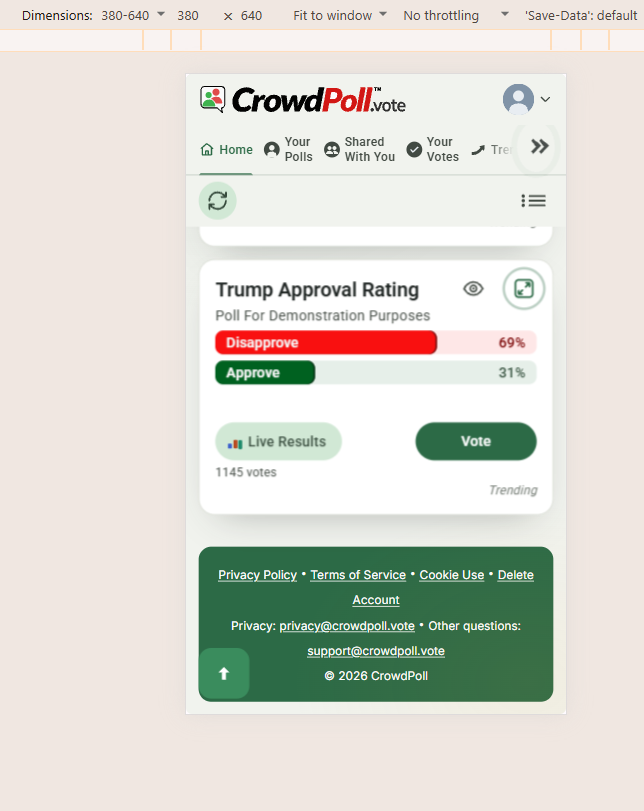 Dimensions: 380-640 380 × 640 Fit to window No throttling 'Save-Data': default
CrowdPoll™.vote
Home
Your Polls
Shared With You
Your Votes
Tre
Trump Approval Rating
Poll For Demonstration Purposes
Disapprove 69%
Approve 31%
Live Results
Vote
1145 votes
Trending
Privacy Policy • Terms of Service • Cookie Use • Delete
Account
Privacy: privacy@crowdpoll.vote • Other questions:
support@crowdpoll.vote
© 2026 CrowdPoll